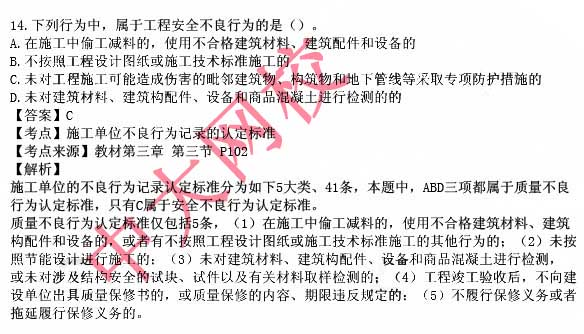 14.下列行为中，属于工程安全不良行为的是（）。
A.在施工中偷工减料的，使用不合格建筑材料、建筑配件和设备的
B.不按照工程设计图纸或施工技术标准施工的
C.未对工程施工可能造成伤害的毗邻建筑物、构筑物和地下管线等采取专项防护措施的
D.未对建筑材料、建筑构配件、设备和商品混凝土进行检测的的
【答案】C
【考点】施工单位不良行为记录的认定标准
【考点来源】教材第三章 第三节 P102
【解析】
施工单位的不良行为记录认定标准分为如下5大类、41条，本题中，ABD三项都属于质量不良
行为认定标准，只有C属于安全不良行为认定标准。
质量不良行为认定标准仅包括5条，（1）在施工中偷工减料的，使用不合格建筑材料、建筑
构配件和设备的，或者有不按照工程设计图纸或施工技术标准施工的其他行为的；（2）未按
照节能设计进行施工的；（3）未对建筑材料、建筑构配件、设备和商品混凝土进行检测，
或未对涉及结构安全的试块、试件以及有关材料取样检测的；（4）工程竣工验收后，不向建
设单位出具质量保修书的，或质量保修的内容、期限违反规定的；（5）不履行保修义务或者
拖延履行保修义务的。
中大网校